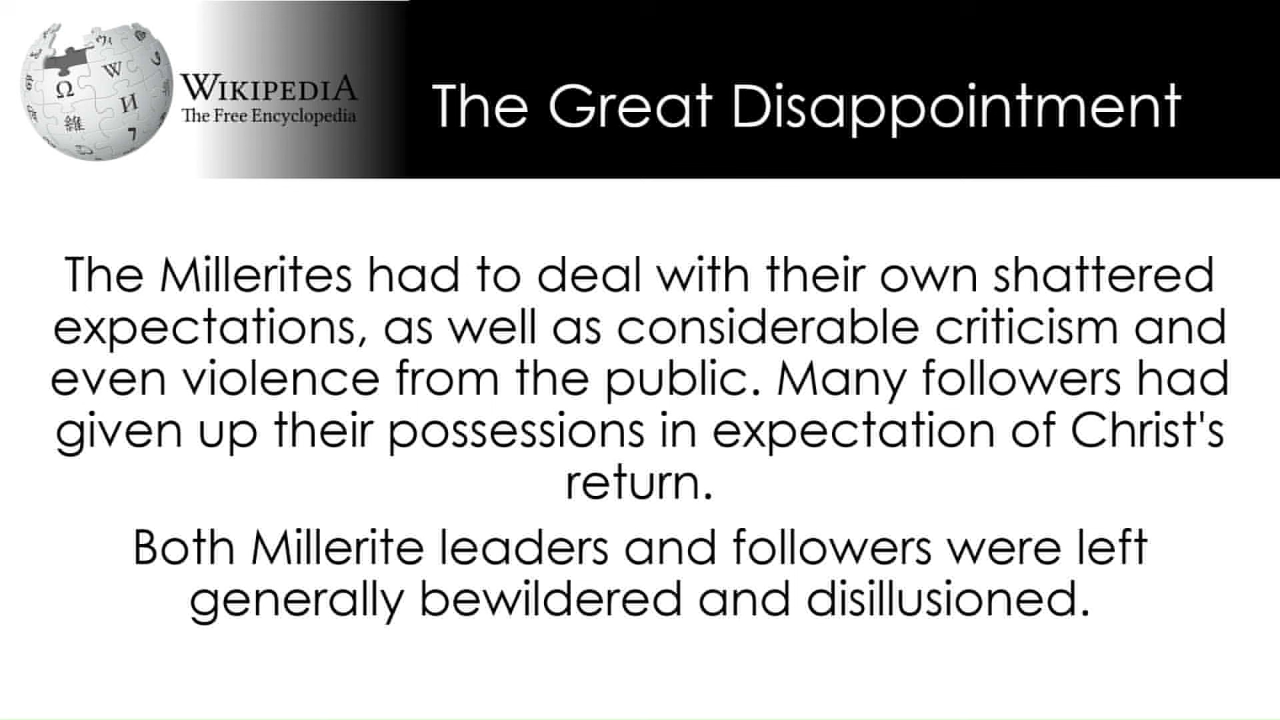 WIKIPEDIA
The Free Encyclopedia
The Great Disappointment
The Millerites had to deal with their own shattered
expectations, as well as considerable criticism and
even violence from the public. Many followers had
given up their possessions in expectation of Christ's
return.
Both Millerite leaders and followers were left
generally bewildered and disillusioned.